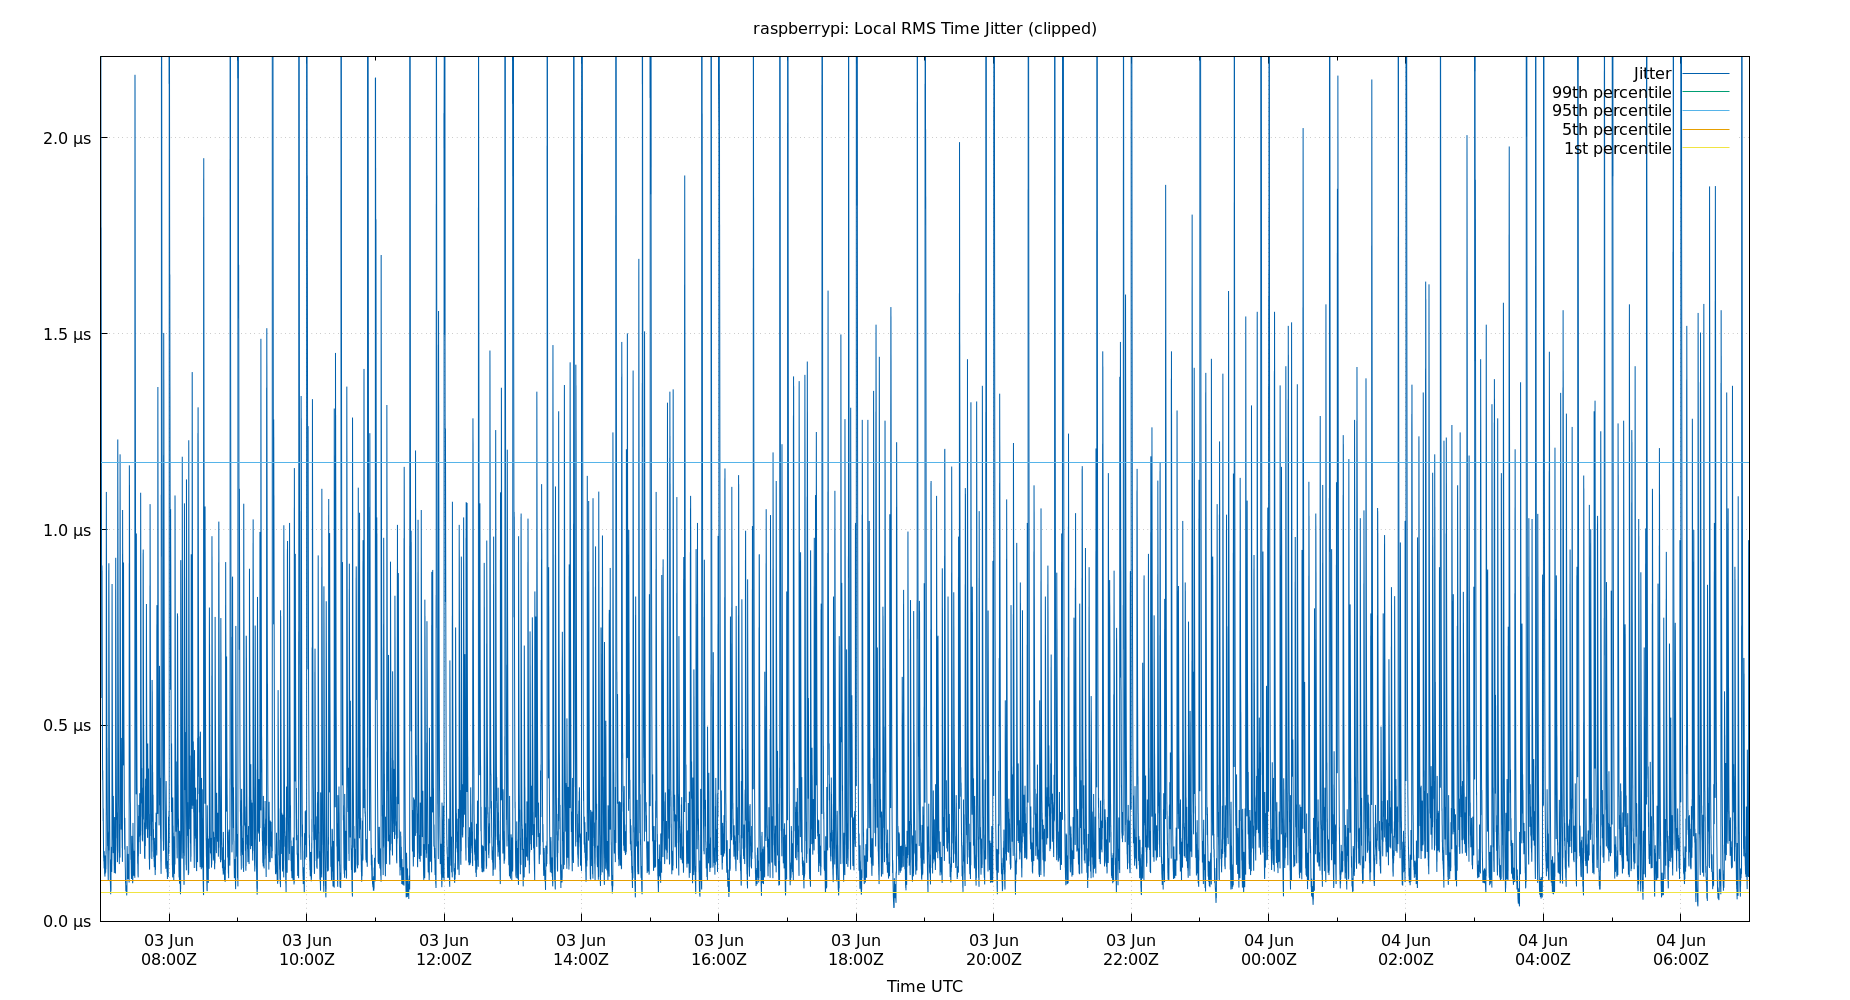 raspberrypi: Local RMS Time Jitter (clipped)
Jitter
99th percentile
95th percentile
5th percentile
1st percentile
2.0 µs
1.5 µs
1.0 µs
0.5 µs
0.0 µs
03 Jun 03 Jun 03 Jun 03 Jun 03 Jun 03 Jun 03 Jun 03 Jun 04 Jun 04 Jun 04 Jun 04 Jun
08:00Z 10:00Z 12:00Z 14:00Z 16:00Z 18:00Z 20:00Z 22:00Z 00:00Z 02:00Z 04:00Z 06:00Z
Time UTC